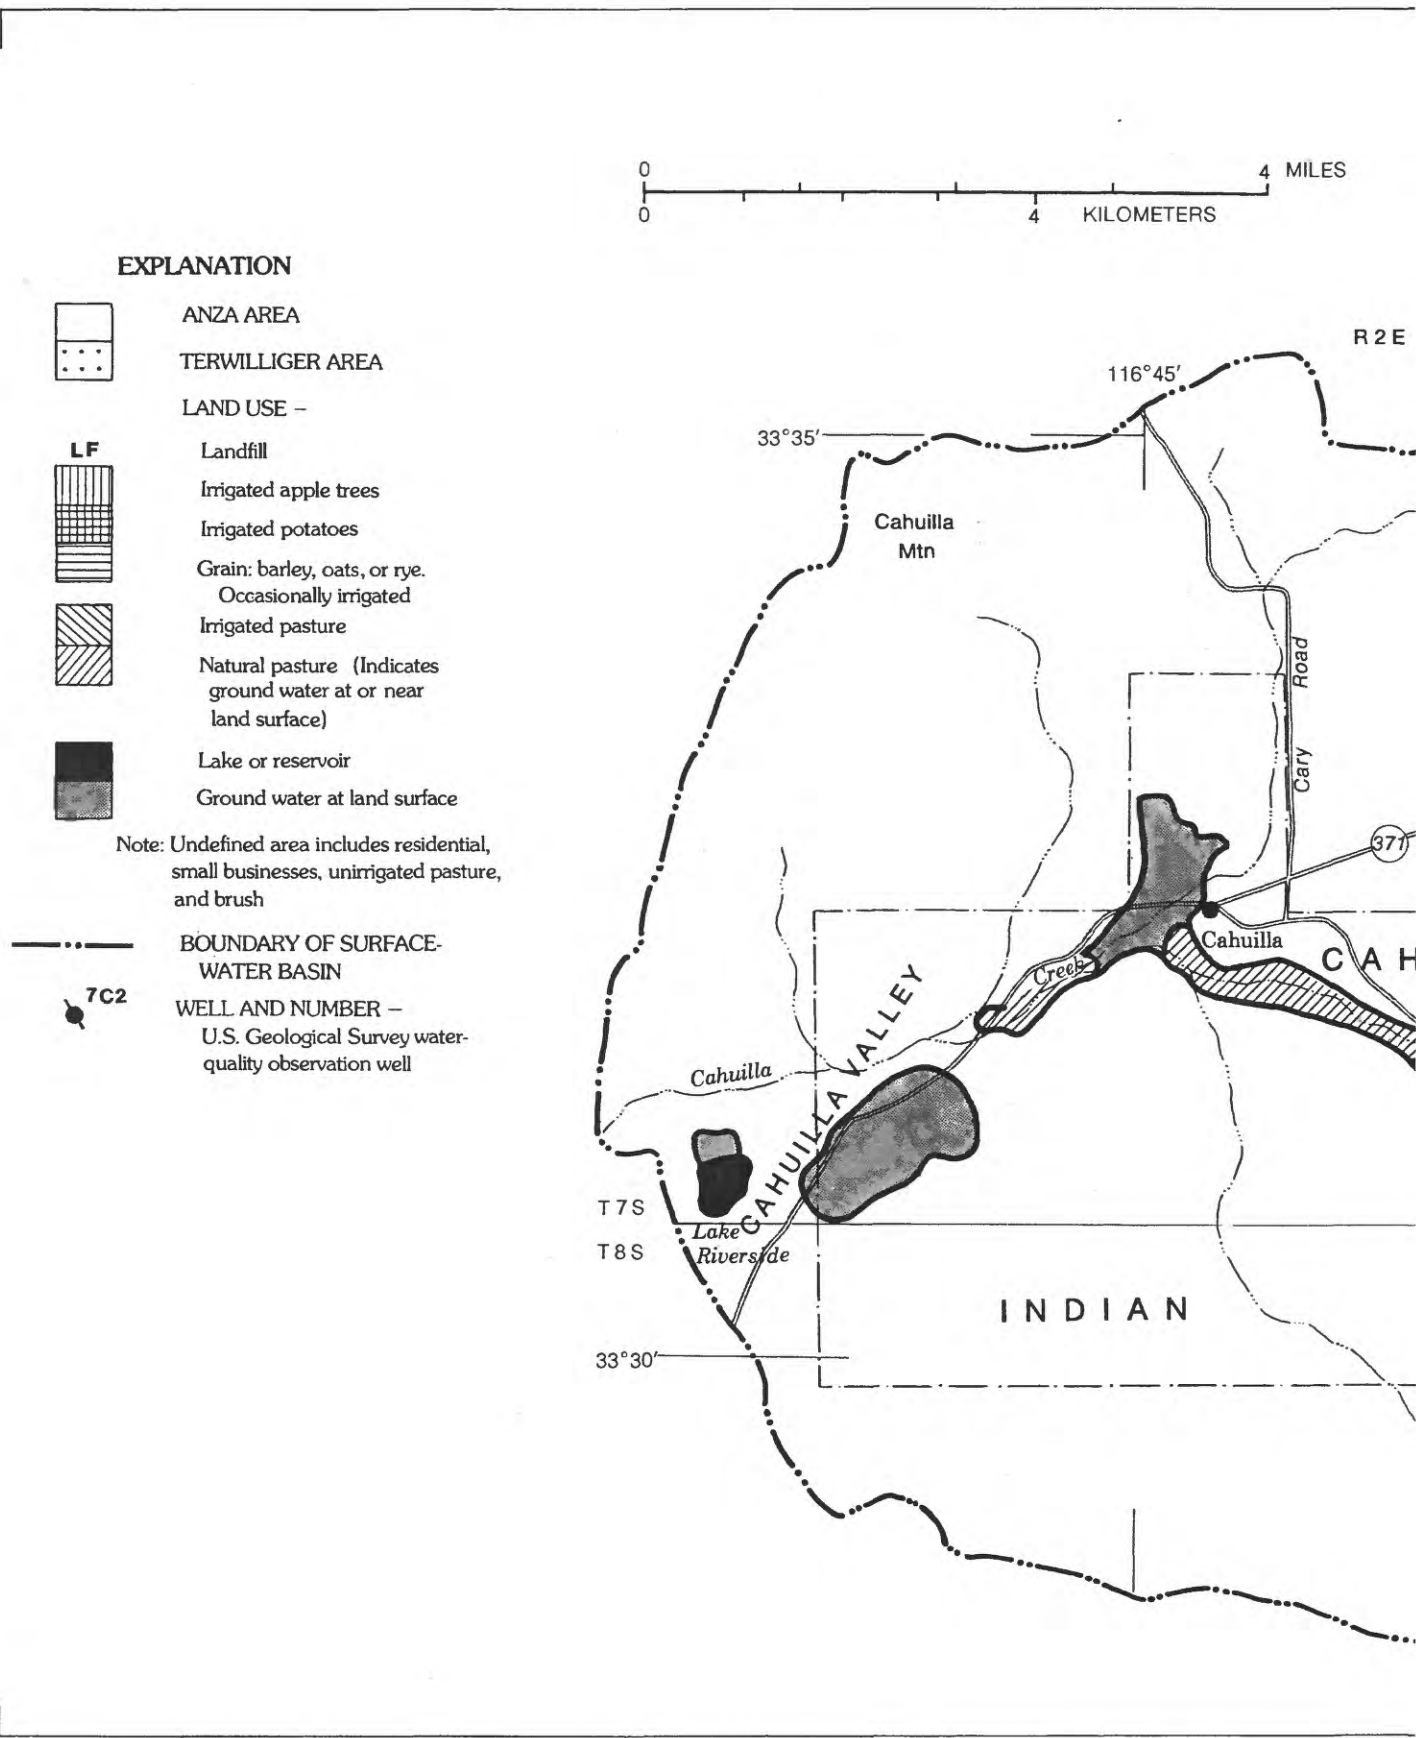 0 4 MILES
0 4 KILOMETERS
EXPLANATION
ANZA AREA
TERWILLIGER AREA
LAND USE –
LF Landfill
Irrigated apple trees
Irrigated potatoes
Grain: barley, oats, or rye.
Occasionally irrigated
Irrigated pasture
Natural pasture (Indicates
ground water at or near
land surface)
Lake or reservoir
Ground water at land surface
Note: Undefined area includes residential,
small businesses, unirrigated pasture,
and brush
BOUNDARY OF SURFACE-
WATER BASIN
7C2
WELL AND NUMBER –
U.S. Geological Survey water-
quality observation well
R 2 E
116°45′
33°35′
Cahuilla
Mtn
Cary Road
371
Cahuilla
CAH
Creek
CAHUILLA VALLEY
Cahuilla
T 7 S
T 8 S
Lake
Riverside
INDIAN
33°30′